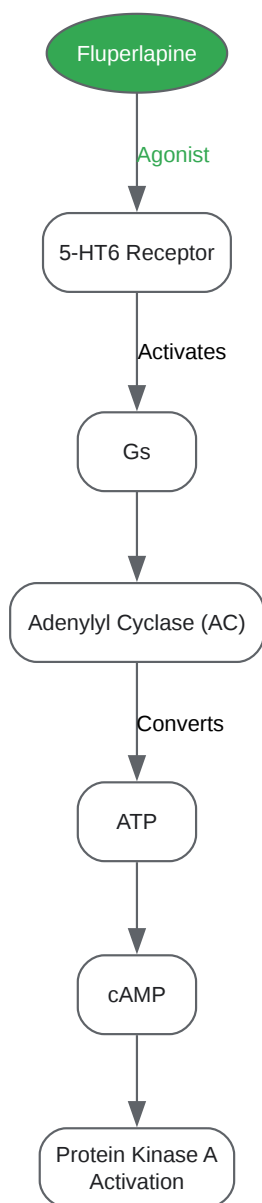 Fluperlapine
Agonist
5-HT6 Receptor
Activates
Gs
Adenylyl Cyclase (AC)
Converts
ATP
cAMP
Protein Kinase A
Activation